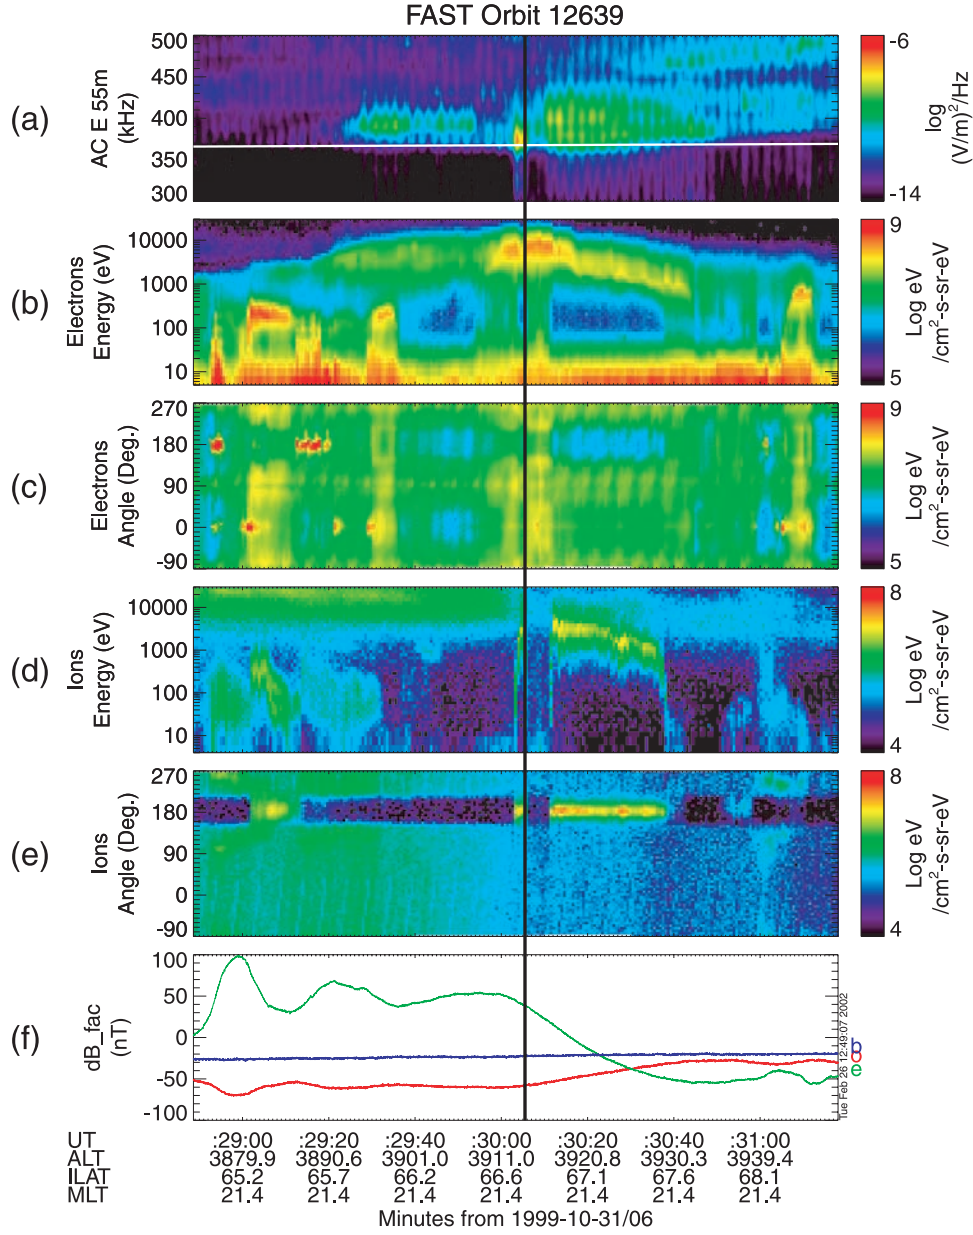 FAST Orbit 12639
(a)
AC E 55m
(kHz)
500
450
400
350
300
-6
-14
log
(V/m)²/Hz
(b)
Electrons
Energy (eV)
10000
1000
100
10
9
5
Log eV
/cm²-s-sr-eV
(c)
Electrons
Angle (Deg.)
270
180
90
0
-90
9
5
Log eV
/cm²-s-sr-eV
(d)
Ions
Energy (eV)
10000
1000
100
10
8
4
Log eV
/cm²-s-sr-eV
(e)
Ions
Angle (Deg.)
270
180
90
0
-90
8
4
Log eV
/cm²-s-sr-eV
(f)
dB_fac
(nT)
100
50
0
-50
-100
b
o
e
Tue Feb 26 12:49:07 2002
UT :29:00 :29:20 :29:40 :30:00 :30:20 :30:40 :31:00
ALT 3879.9 3890.6 3901.0 3911.0 3920.8 3930.3 3939.4
ILAT 65.2 65.7 66.2 66.6 67.1 67.6 68.1
MLT 21.4 21.4 21.4 21.4 21.4 21.4 21.4
Minutes from 1999-10-31/06